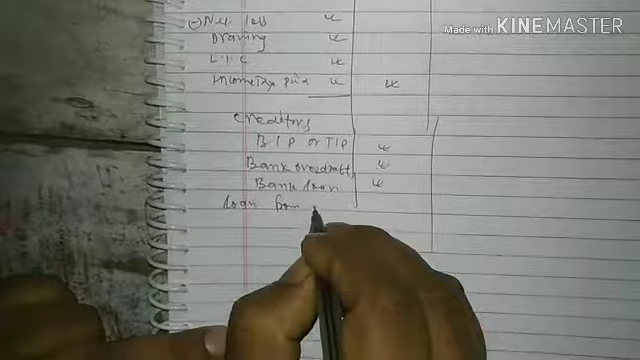 Made with KINEMASTER
(-) Net loss
Drawing
L.I.C
Income Tax paid
Creditors
B I P or T I P
Bank overdraft
Bank loan
loan from